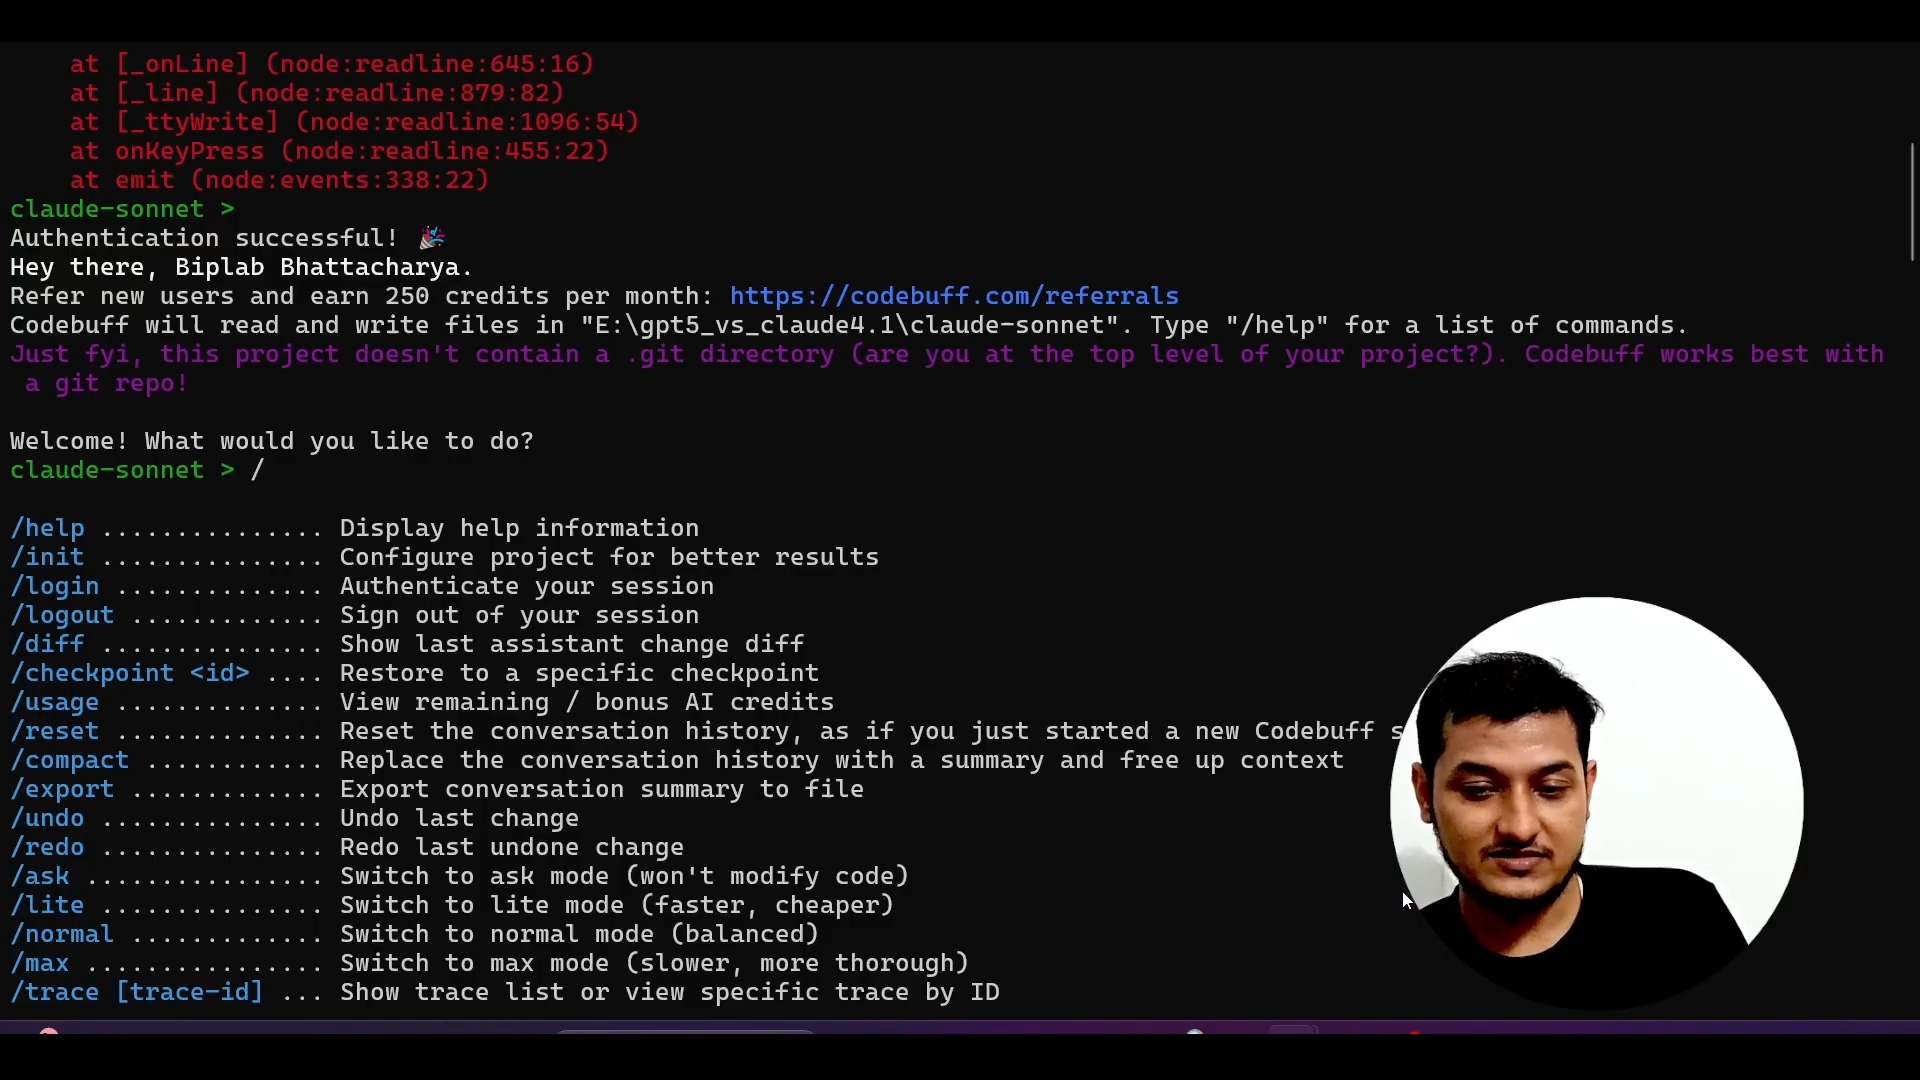 at [_onLine] (node:readline:645:16)
at [_line] (node:readline:879:82)
at [_ttyWrite] (node:readline:1096:54)
at onKeyPress (node:readline:455:22)
at emit (node:events:338:22)
claude-sonnet >
Authentication successful! 🎉
Hey there, Biplab Bhattacharya.
Refer new users and earn 250 credits per month: https://codebuff.com/referrals
Codebuff will read and write files in "E:\gpt5_vs_claude4.1\claude-sonnet". Type "/help" for a list of commands.
Just fyi, this project doesn't contain a .git directory (are you at the top level of your project?). Codebuff works best with
a git repo!
Welcome! What would you like to do?
claude-sonnet > /
/help ............... Display help information
/init ............... Configure project for better results
/login .............. Authenticate your session
/logout ............. Sign out of your session
/diff ............... Show last assistant change diff
/checkpoint <id> .... Restore to a specific checkpoint
/usage .............. View remaining / bonus AI credits
/reset .............. Reset the conversation history, as if you just started a new Codebuff s
/compact ............ Replace the conversation history with a summary and free up context
/export ............. Export conversation summary to file
/undo ............... Undo last change
/redo ............... Redo last undone change
/ask ................ Switch to ask mode (won't modify code)
/lite ............... Switch to lite mode (faster, cheaper)
/normal ............. Switch to normal mode (balanced)
/max ................ Switch to max mode (slower, more thorough)
/trace [trace-id] ... Show trace list or view specific trace by ID